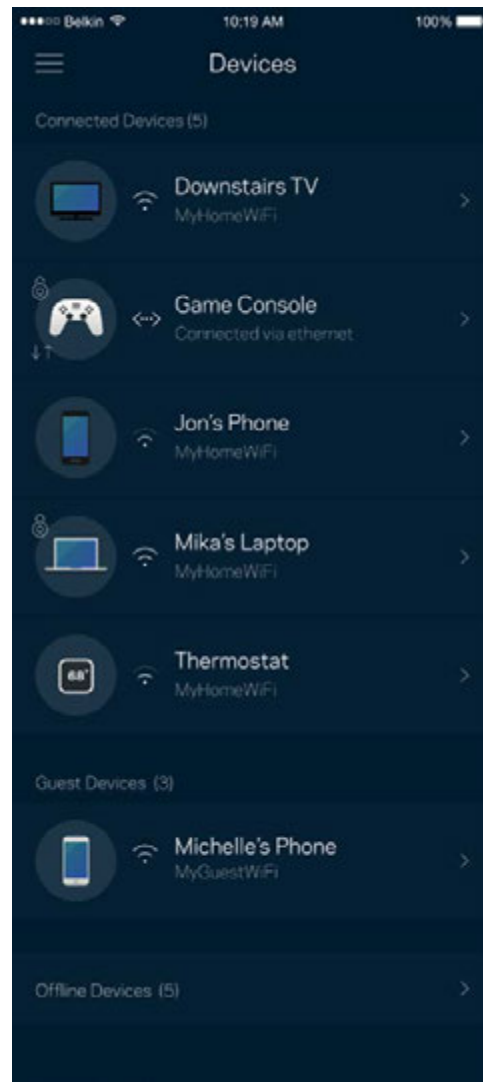 Belkin 10:19 AM 100%
Devices
Connected Devices (5)
Downstairs TV
MyHomeWiFi
Game Console
Connected via ethernet
Jon's Phone
MyHomeWiFi
Mika's Laptop
MyHomeWiFi
68°
Thermostat
MyHomeWiFi
Guest Devices (3)
Michelle's Phone
MyGuestWiFi
Offline Devices (5)